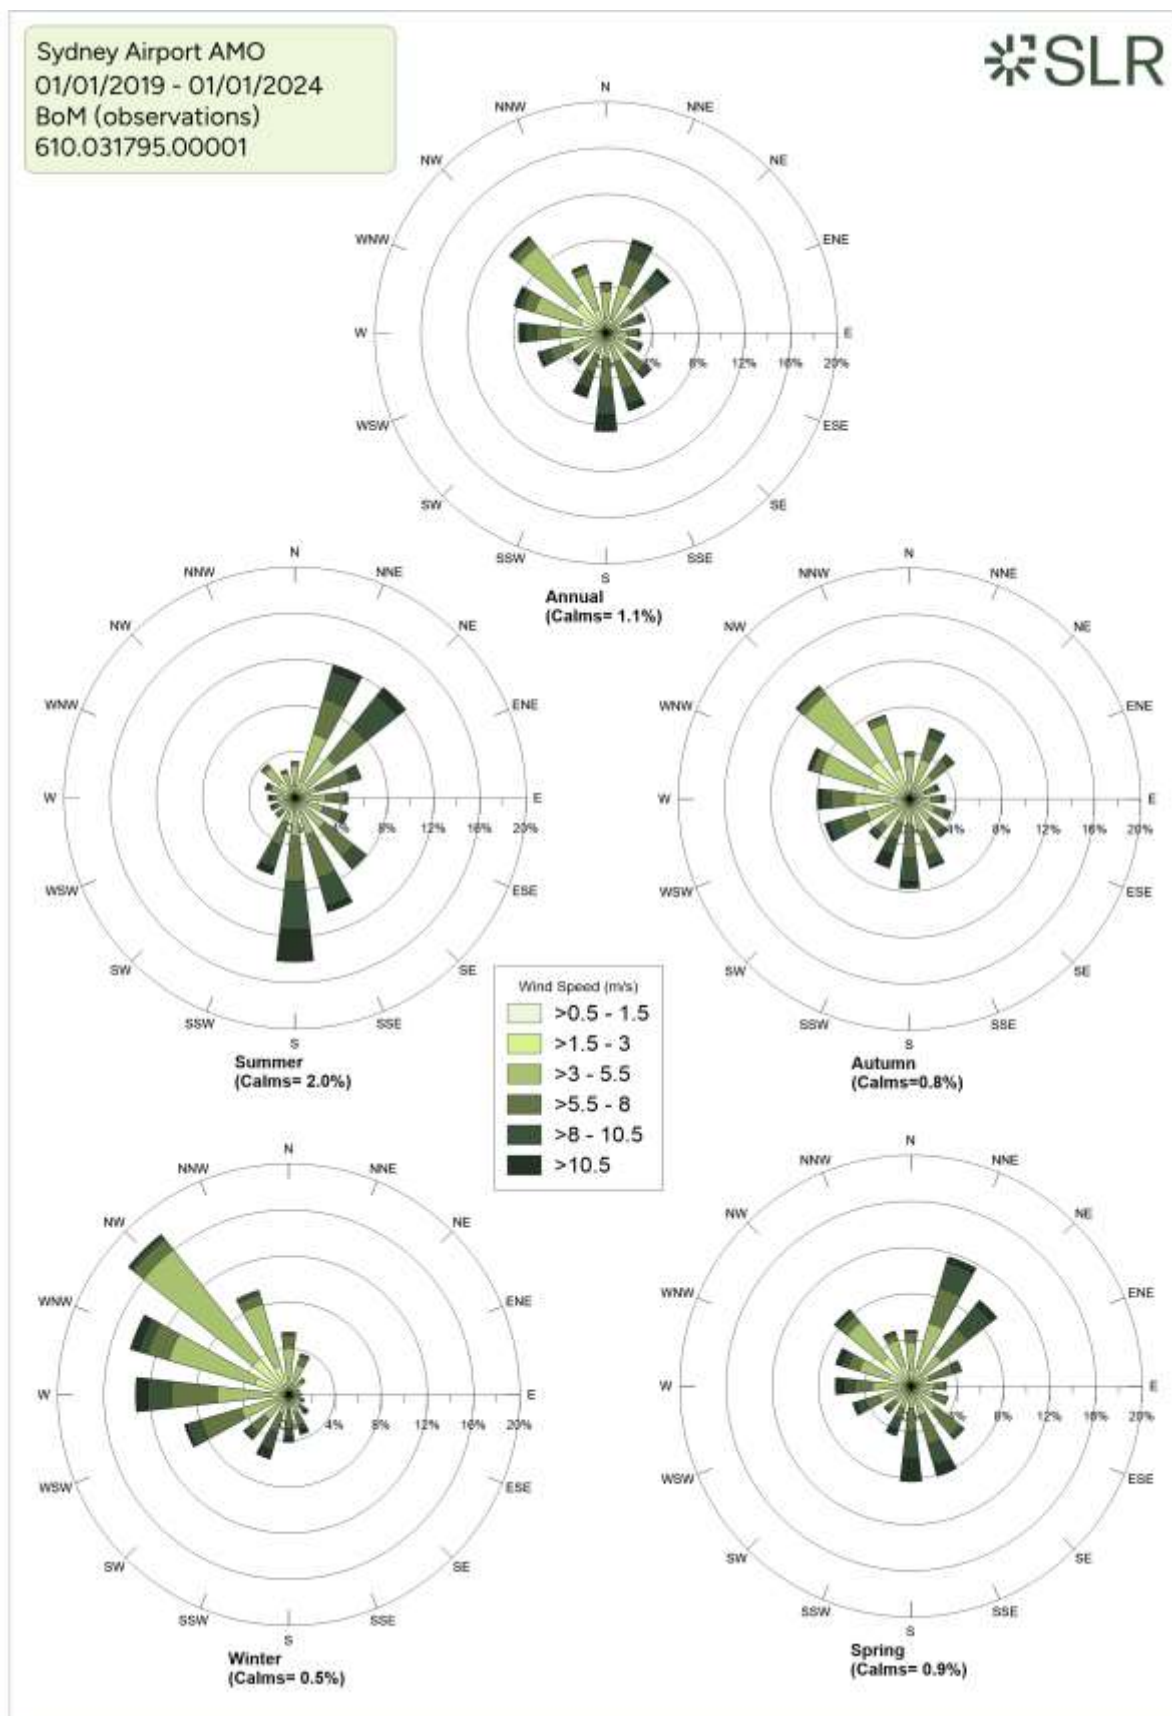 Sydney Airport AMO
01/01/2019 - 01/01/2024
BoM (observations)
610.031795.00001
SLR
N
NNW
NNE
NW
NE
WNW
ENE
W
E
4%
8%
12%
16%
20%
WSW
ESE
SW
SE
SSW
SSE
S
Annual
(Calms= 1.1%)
N
NNW
NNE
NW
NE
WNW
ENE
W
E
4%
8%
12%
16%
20%
WSW
ESE
SW
SE
SSW
SSE
S
Summer
(Calms= 2.0%)
N
NNW
NNE
NW
NE
WNW
ENE
W
E
4%
8%
12%
16%
20%
WSW
ESE
SW
SE
SSW
SSE
S
Autumn
(Calms=0.8%)
Wind Speed (m/s)
>0.5 - 1.5
>1.5 - 3
>3 - 5.5
>5.5 - 8
>8 - 10.5
>10.5
N
NNW
NNE
NW
NE
WNW
ENE
W
E
4%
8%
12%
16%
20%
WSW
ESE
SW
SE
SSW
SSE
S
Winter
(Calms= 0.5%)
N
NNW
NNE
NW
NE
WNW
ENE
W
E
4%
8%
12%
16%
20%
WSW
ESE
SW
SE
SSW
SSE
S
Spring
(Calms= 0.9%)